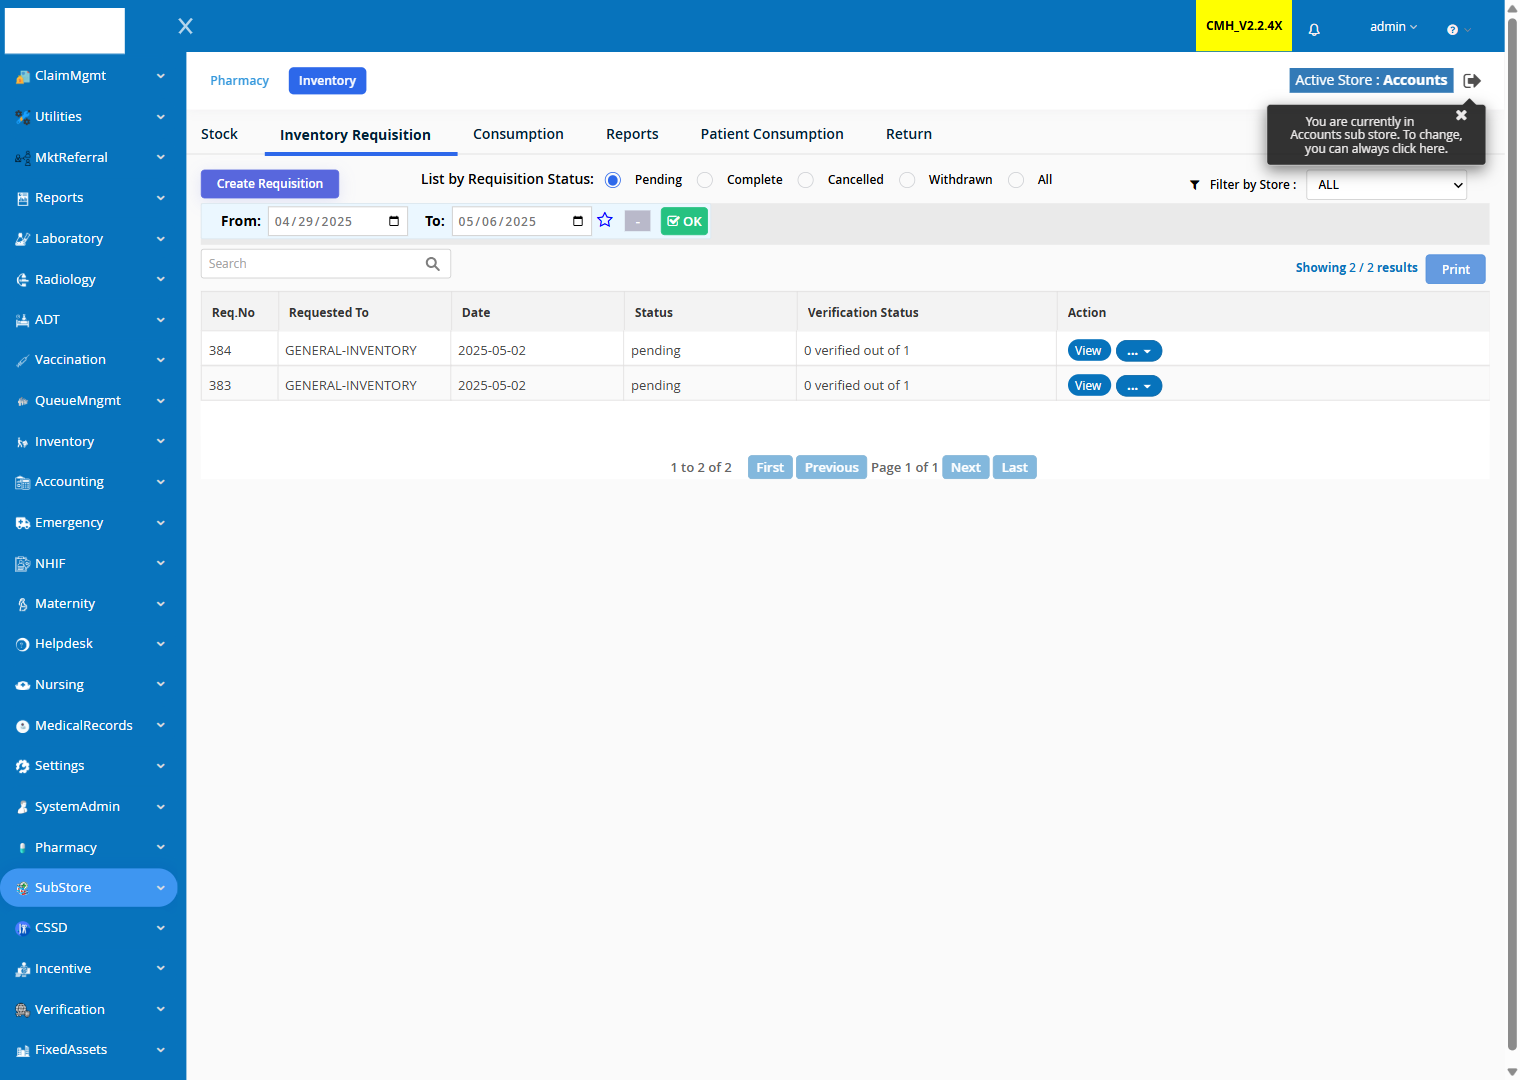 CMH_V2.2.4X
admin
ClaimMgmt
Utilities
MktReferral
Reports
Laboratory
Radiology
ADT
Vaccination
QueueMngmt
Inventory
Accounting
Emergency
NHIF
Maternity
Helpdesk
Nursing
MedicalRecords
Settings
SystemAdmin
Pharmacy
SubStore
CSSD
Incentive
Verification
FixedAssets
Pharmacy Inventory
Active Store : Accounts
You are currently in
Accounts sub store. To change,
you can always click here.
Stock Inventory Requisition Consumption Reports Patient Consumption Return
Create Requisition List by Requisition Status: Pending Complete Cancelled Withdrawn All Filter by Store : ALL
From: 04/29/2025 To: 05/06/2025 - OK
Search
Showing 2 / 2 results Print
Req.No Requested To Date Status Verification Status Action
384 GENERAL-INVENTORY 2025-05-02 pending 0 verified out of 1 View ...
383 GENERAL-INVENTORY 2025-05-02 pending 0 verified out of 1 View ...
1 to 2 of 2 First Previous Page 1 of 1 Next Last